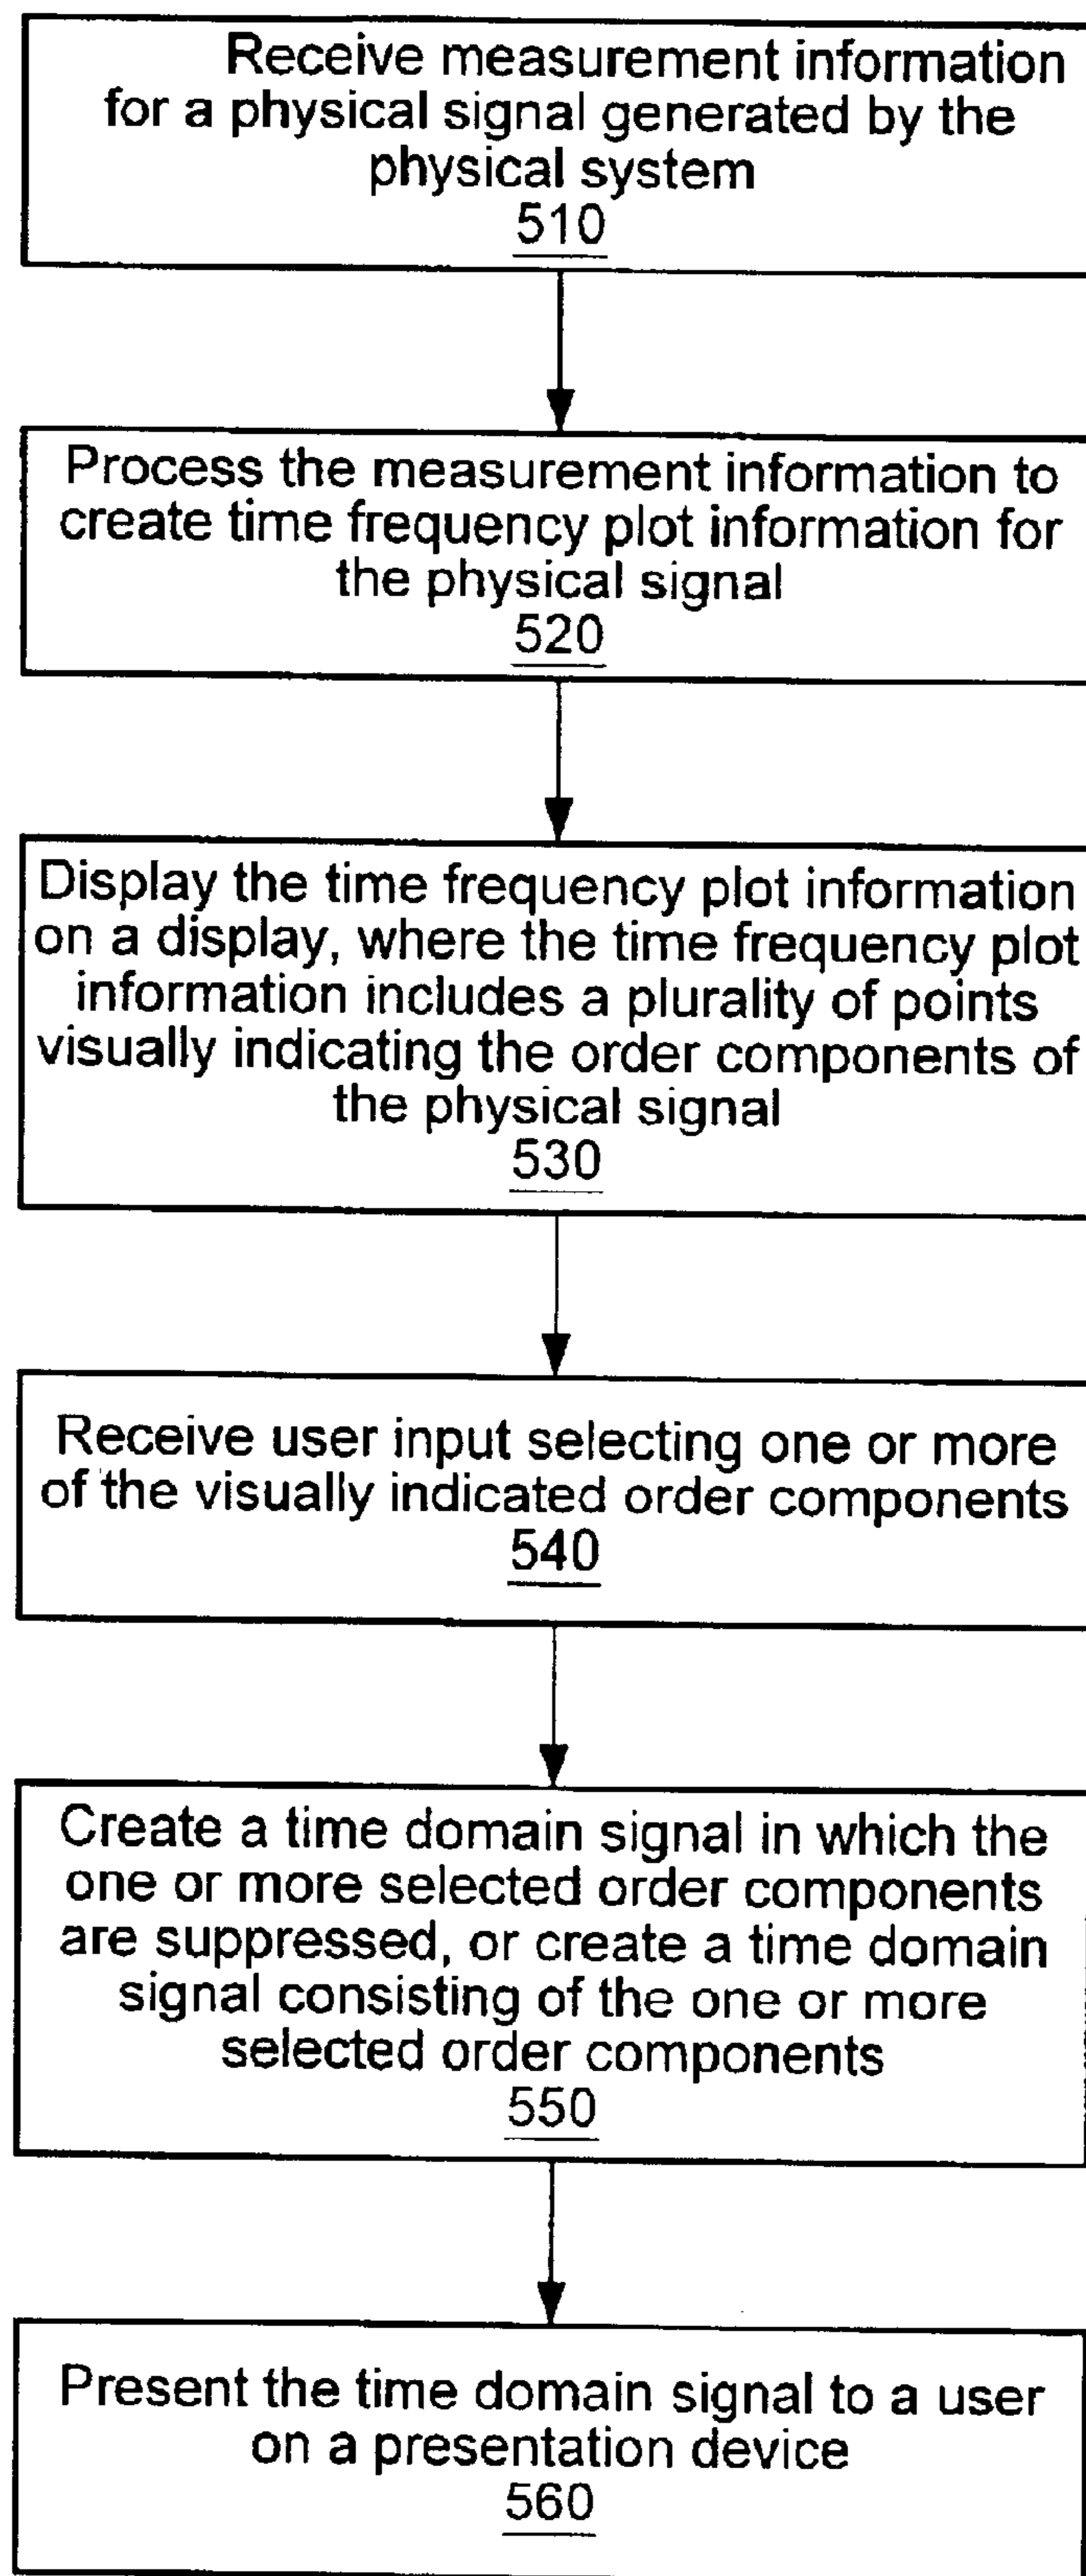 Receive measurement information
for a physical signal generated by the
physical system
510
Process the measurement information to
create time frequency plot information for
the physical signal
520
Display the time frequency plot information
on a display, where the time frequency plot
information includes a plurality of points
visually indicating the order components of
the physical signal
530
Receive user input selecting one or more
of the visually indicated order components
540
Create a time domain signal in which the
one or more selected order components
are suppressed, or create a time domain
signal consisting of the one or more
selected order components
550
Present the time domain signal to a user
on a presentation device
560